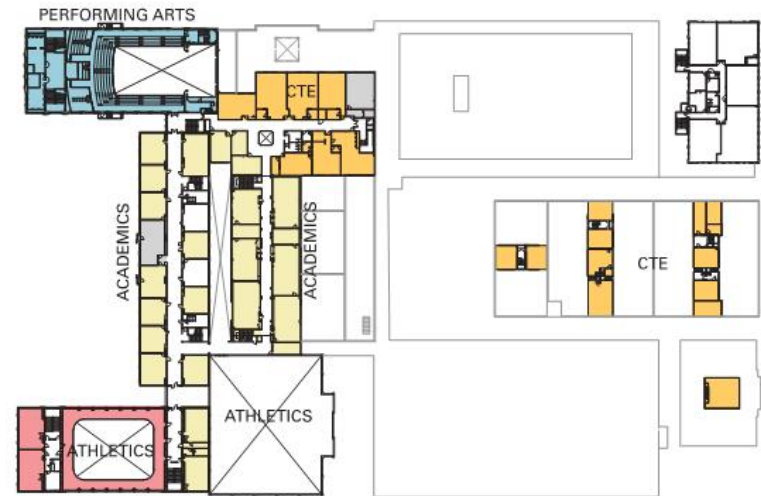 PERFORMING ARTS
CTE
ACADEMICS
ACADEMICS
CTE
ATHLETICS
ATHLETICS